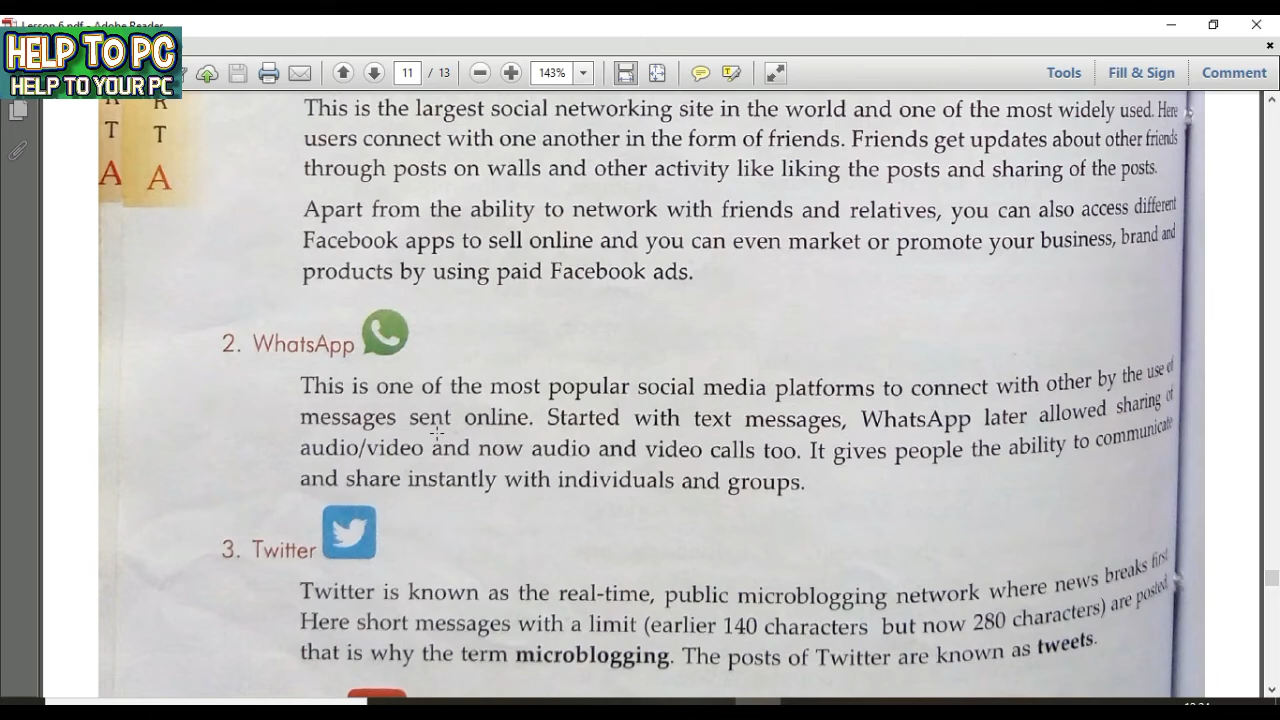 Lesson 6.pdf - Adobe Reader
HELP TO PC
HELP TO YOUR PC
11 / 13
143%
Tools
Fill & Sign
Comment
R
T
A
R
T
A
This is the largest social networking site in the world and one of the most widely used. Here
users connect with one another in the form of friends. Friends get updates about other friends
through posts on walls and other activity like liking the posts and sharing of the posts.
Apart from the ability to network with friends and relatives, you can also access different
Facebook apps to sell online and you can even market or promote your business, brand and
products by using paid Facebook ads.
2. WhatsApp
This is one of the most popular social media platforms to connect with other by the use of
messages sent online. Started with text messages, WhatsApp later allowed sharing of
audio/video and now audio and video calls too. It gives people the ability to communicate
and share instantly with individuals and groups.
3. Twitter
Twitter is known as the real-time, public microblogging network where news breaks first
Here short messages with a limit (earlier 140 characters but now 280 characters) are posted
that is why the term microblogging. The posts of Twitter are known as tweets.